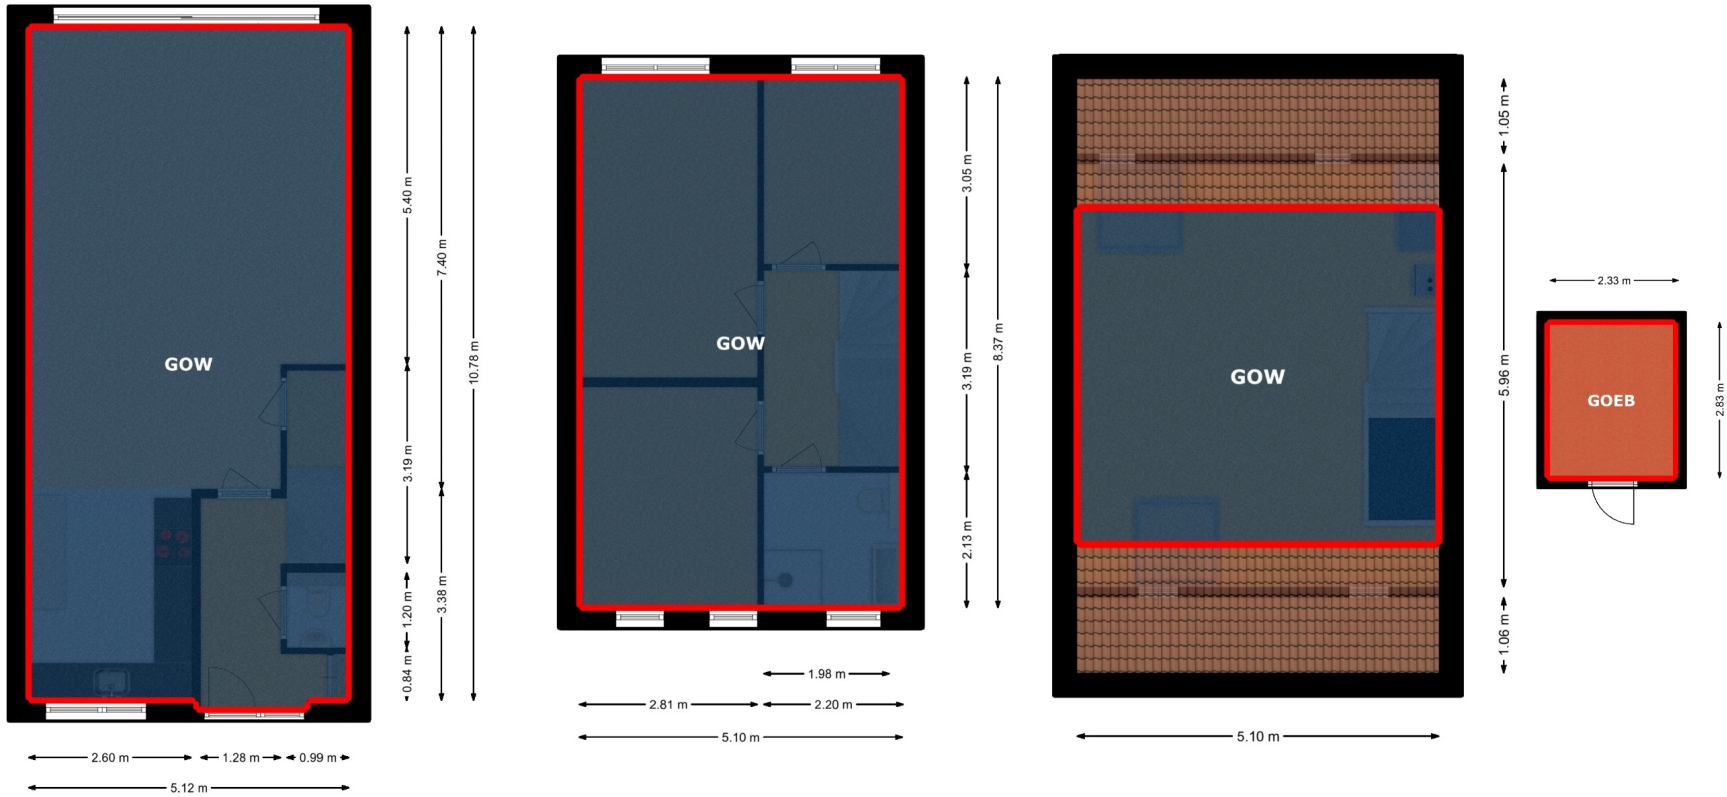 GOW
5.40 m
7.40 m
10.78 m
3.19 m
3.38 m
1.20 m
0.84 m
2.60 m
1.28 m
0.99 m
5.12 m
GOW
3.05 m
8.37 m
3.19 m
2.13 m
1.98 m
2.81 m
2.20 m
5.10 m
GOW
1.05 m
5.96 m
1.06 m
5.10 m
2.33 m
GOEB
2.83 m